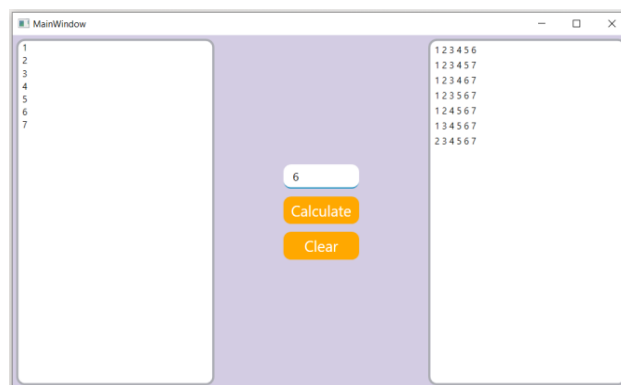 MainWindow
1
2
3
4
5
6
7
6
Calculate
Clear
1 2 3 4 5 6
1 2 3 4 5 7
1 2 3 4 6 7
1 2 3 5 6 7
1 2 4 5 6 7
1 3 4 5 6 7
2 3 4 5 6 7